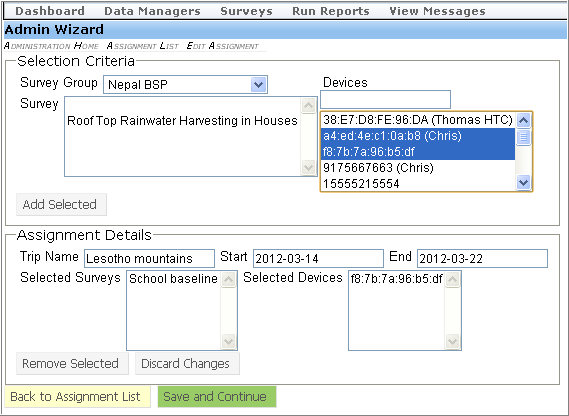 Dashboard Data Managers Surveys Run Reports View Messages
Admin Wizard
Administration Home Assignment List Edit Assignment
Selection Criteria
Survey Group Nepal BSP Devices
Survey
Roof Top Rainwater Harvesting in Houses
38:E7:D8:FE:96:DA (Thomas HTC)
a4:ed:4e:c1:0a:b8 (Chris)
f8:7b:7a:96:b5:df
9175667663 (Chris)
15555215554
Add Selected
Assignment Details
Trip Name Lesotho mountains Start 2012-03-14 End 2012-03-22
Selected Surveys School baseline Selected Devices f8:7b:7a:96:b5:df
Remove Selected Discard Changes
Back to Assignment List Save and Continue